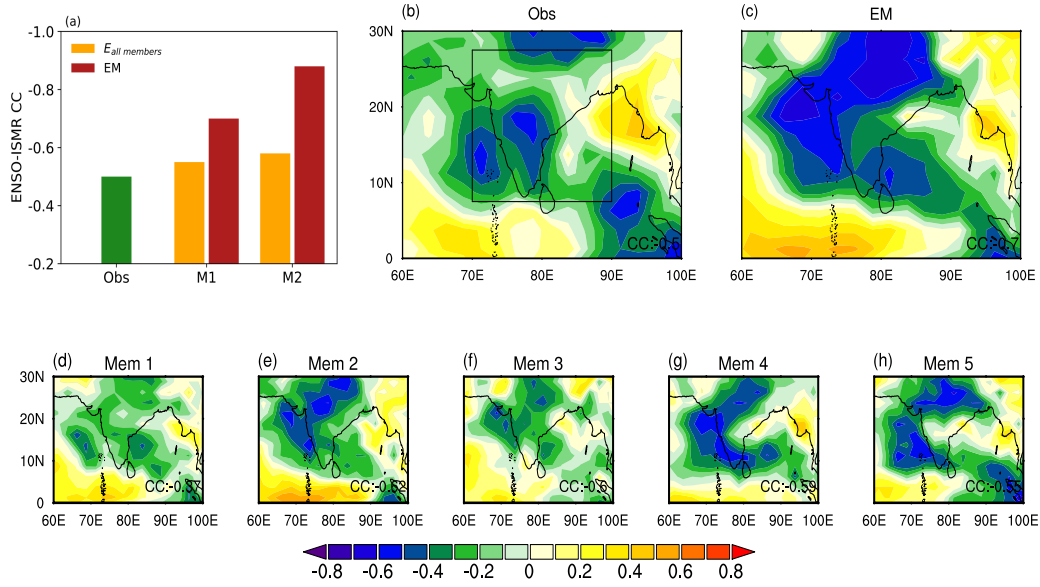 (a)
-1.0
-0.8
-0.6
-0.4
-0.2
ENSO-ISMR CC
E all members
EM
Obs M1 M2
(b) Obs
30N
20N
10N
0
60E 70E 80E 90E 100E
CC:-0.5
(c) EM
60E 70E 80E 90E 100E
CC:-0.7
(d) Mem 1
30N
20N
10N
0
60E 70E 80E 90E 100E
CC:-0.37
(e) Mem 2
60E 70E 80E 90E 100E
CC:-0.62
(f) Mem 3
60E 70E 80E 90E 100E
CC:-0.6
(g) Mem 4
60E 70E 80E 90E 100E
CC:-0.59
(h) Mem 5
60E 70E 80E 90E 100E
-0.8 -0.6 -0.4 -0.2 0 0.2 0.4 0.6 0.8